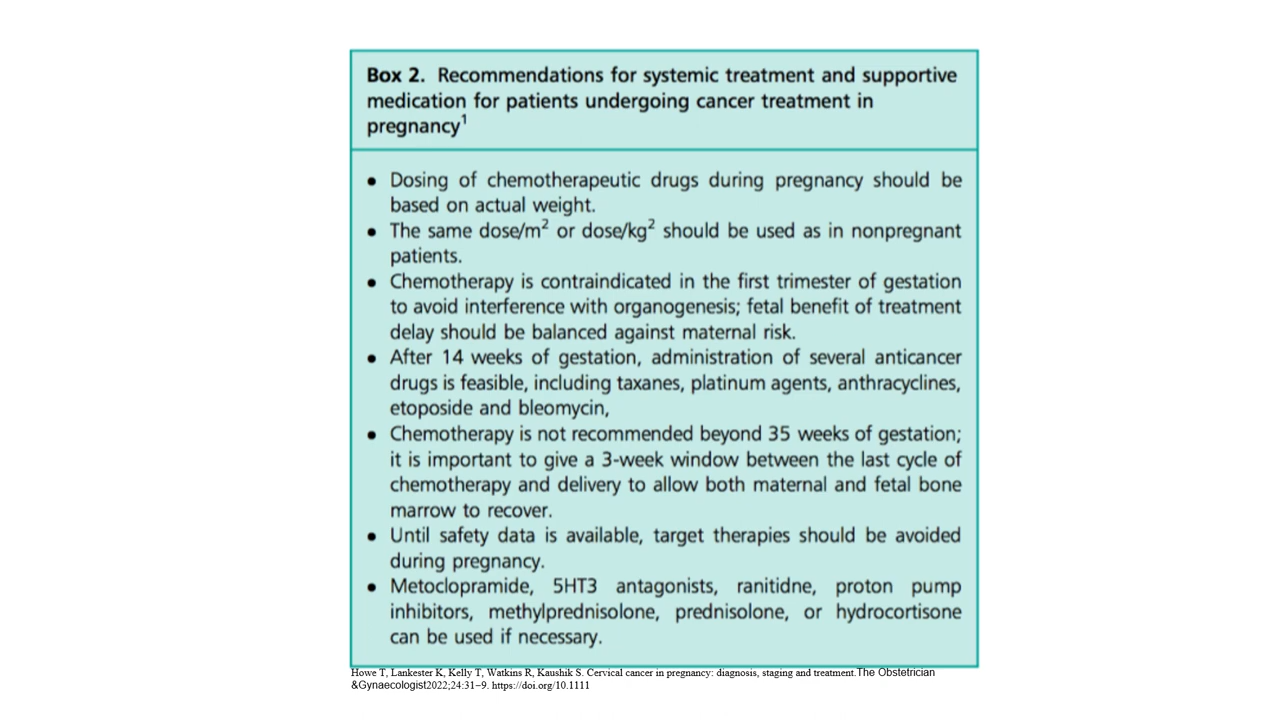 Box 2. Recommendations for systemic treatment and supportive
medication for patients undergoing cancer treatment in
pregnancy¹
• Dosing of chemotherapeutic drugs during pregnancy should be
based on actual weight.
• The same dose/m² or dose/kg² should be used as in nonpregnant
patients.
• Chemotherapy is contraindicated in the first trimester of gestation
to avoid interference with organogenesis; fetal benefit of treatment
delay should be balanced against maternal risk.
• After 14 weeks of gestation, administration of several anticancer
drugs is feasible, including taxanes, platinum agents, anthracyclines,
etoposide and bleomycin,
• Chemotherapy is not recommended beyond 35 weeks of gestation;
it is important to give a 3-week window between the last cycle of
chemotherapy and delivery to allow both maternal and fetal bone
marrow to recover.
• Until safety data is available, target therapies should be avoided
during pregnancy.
• Metoclopramide, 5HT3 antagonists, ranitidne, proton pump
inhibitors, methylprednisolone, prednisolone, or hydrocortisone
can be used if necessary.
Howe T, Lankester K, Kelly T, Watkins R, Kaushik S. Cervical cancer in pregnancy: diagnosis, staging and treatment.The Obstetrician
&Gynaecologist2022;24:31–9. https://doi.org/10.1111